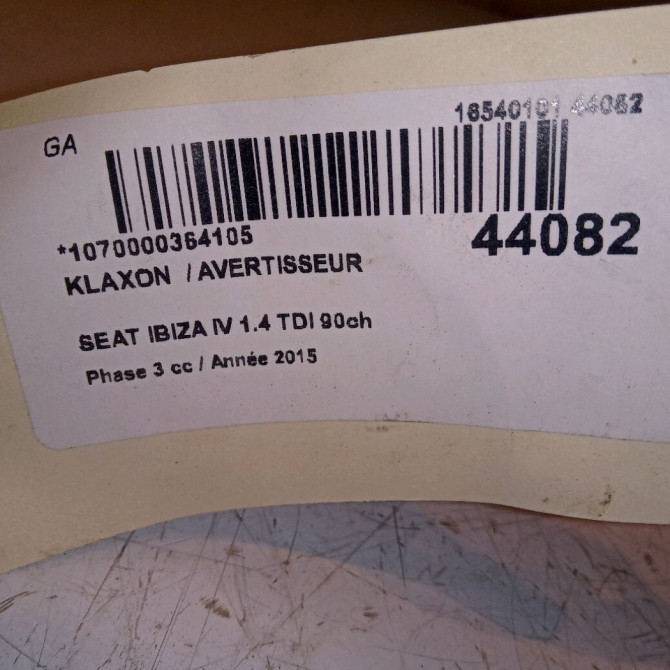 GA
16540101 44082
*1070000364105
44082
KLAXON / AVERTISSEUR
SEAT IBIZA IV 1.4 TDI 90ch
Phase 3 cc / Année 2015